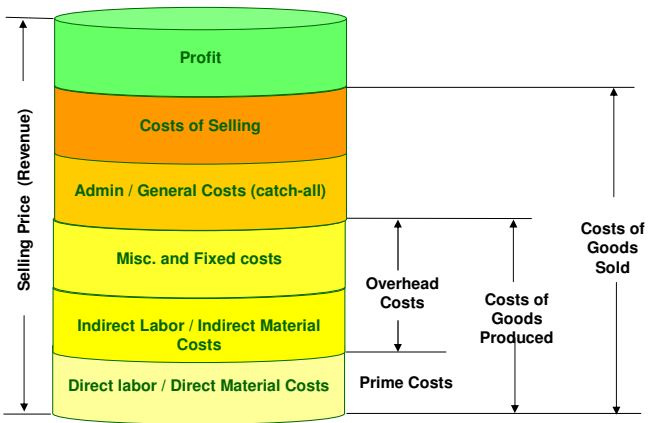 Profit
Costs of Selling
Admin / General Costs (catch-all)
Misc. and Fixed costs
Indirect Labor / Indirect Material
Costs
Direct labor / Direct Material Costs
Selling Price (Revenue)
Overhead
Costs
Prime Costs
Costs of
Goods
Produced
Costs of
Goods
Sold